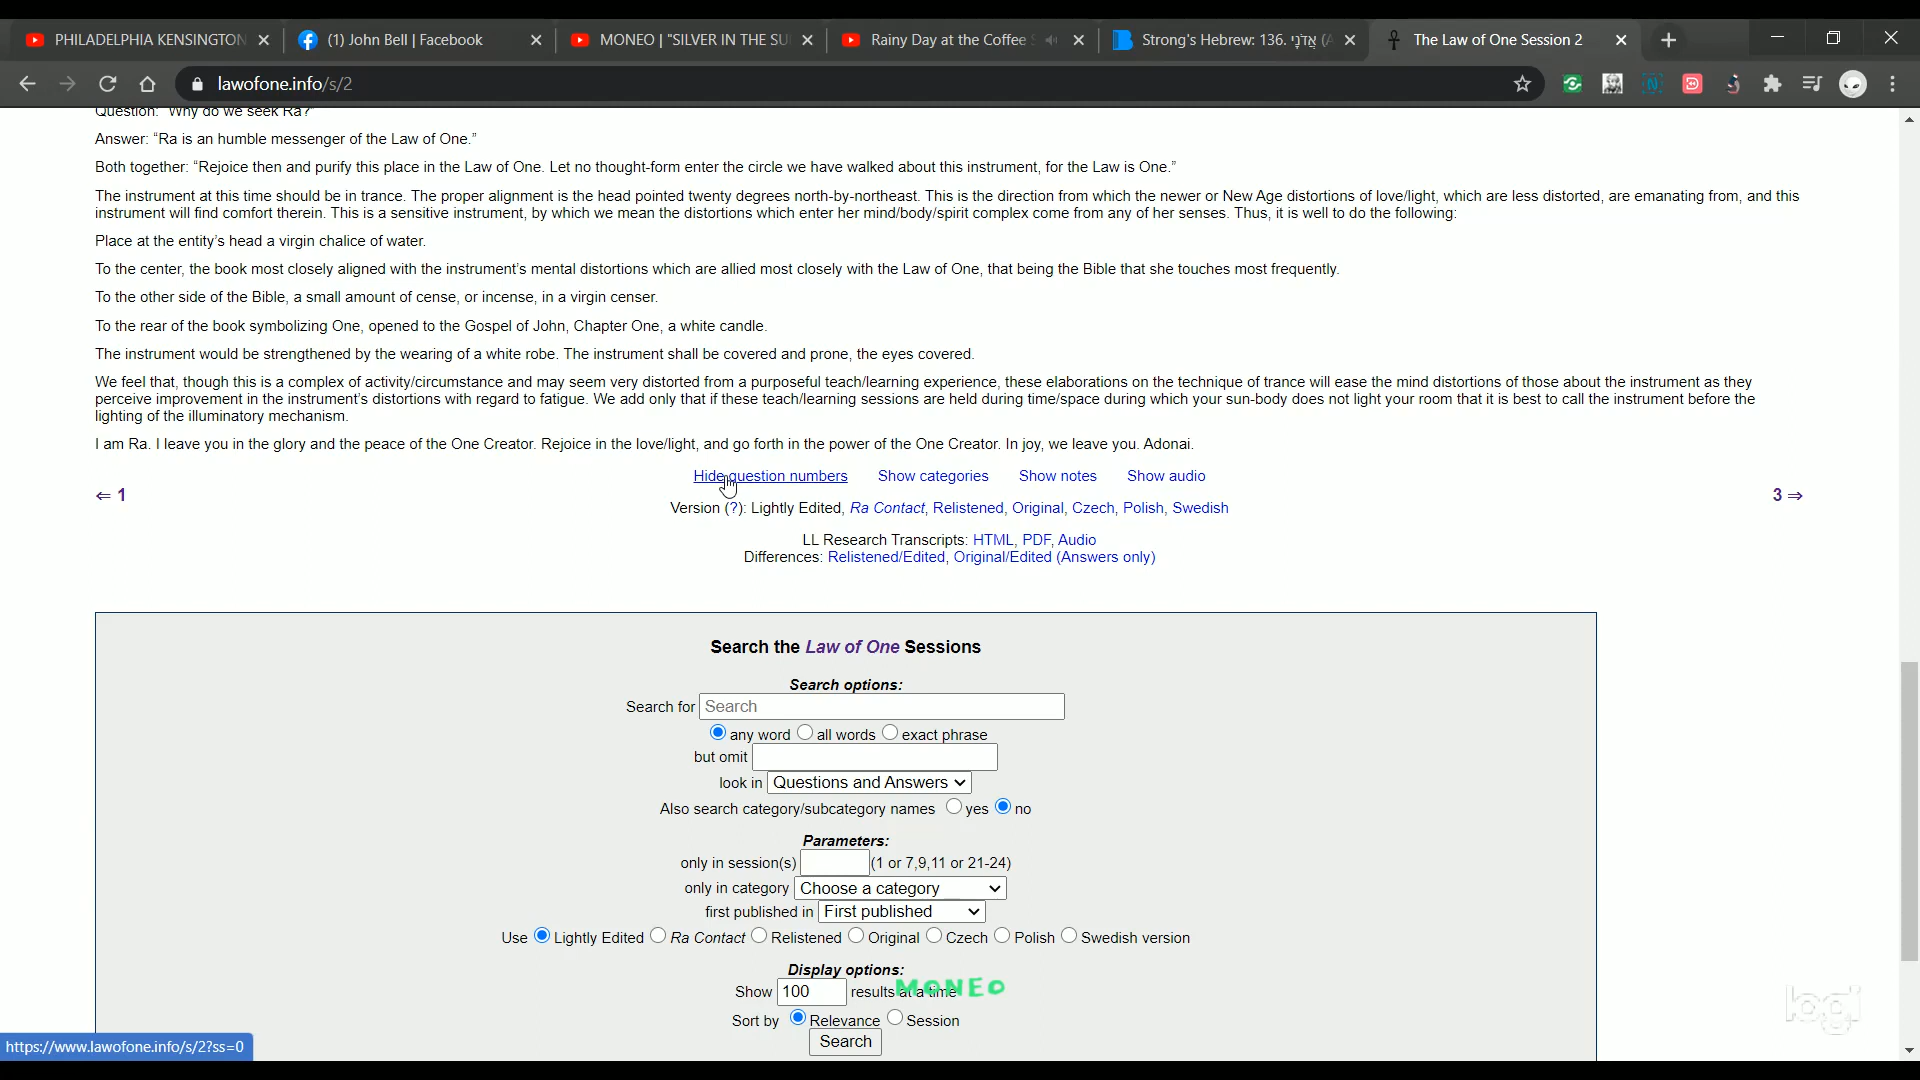 PHILADELPHIA KENSINGTON
(1) John Bell | Facebook
MONEO | "SILVER IN THE SU
Rainy Day at the Coffee S
Strong's Hebrew: 136. אֲדֹנָי (A
The Law of One Session 2
lawofone.info/s/2
Question: “Why do we seek Ra?”
Answer: “Ra is an humble messenger of the Law of One.”
Both together: “Rejoice then and purify this place in the Law of One. Let no thought-form enter the circle we have walked about this instrument, for the Law is One.”
The instrument at this time should be in trance. The proper alignment is the head pointed twenty degrees north-by-northeast. This is the direction from which the newer or New Age distortions of love/light, which are less distorted, are emanating from, and this
instrument will find comfort therein. This is a sensitive instrument, by which we mean the distortions which enter her mind/body/spirit complex come from any of her senses. Thus, it is well to do the following:
Place at the entity’s head a virgin chalice of water.
To the center, the book most closely aligned with the instrument’s mental distortions which are allied most closely with the Law of One, that being the Bible that she touches most frequently.
To the other side of the Bible, a small amount of cense, or incense, in a virgin censer.
To the rear of the book symbolizing One, opened to the Gospel of John, Chapter One, a white candle.
The instrument would be strengthened by the wearing of a white robe. The instrument shall be covered and prone, the eyes covered.
We feel that, though this is a complex of activity/circumstance and may seem very distorted from a purposeful teach/learning experience, these elaborations on the technique of trance will ease the mind distortions of those about the instrument as they
perceive improvement in the instrument’s distortions with regard to fatigue. We add only that if these teach/learning sessions are held during time/space during which your sun-body does not light your room that it is best to call the instrument before the
lighting of the illuminatory mechanism.
I am Ra. I leave you in the glory and the peace of the One Creator. Rejoice in the love/light, and go forth in the power of the One Creator. In joy, we leave you. Adonai.
Hide question numbers Show categories Show notes Show audio
⇐ 1
3 ⇒
Version (?): Lightly Edited, Ra Contact, Relistened, Original, Czech, Polish, Swedish
LL Research Transcripts: HTML, PDF, Audio
Differences: Relistened/Edited, Original/Edited (Answers only)
Search the Law of One Sessions
Search options:
Search for Search
any word all words exact phrase
but omit
look in Questions and Answers
Also search category/subcategory names yes no
Parameters:
only in session(s) (1 or 7,9,11 or 21-24)
only in category Choose a category
first published in First published
Use Lightly Edited Ra Contact Relistened Original Czech Polish Swedish version
Display options:
Show 100 results at a time
MONEO
Sort by Relevance Session
Search
logi
https://www.lawofone.info/s/2?ss=0